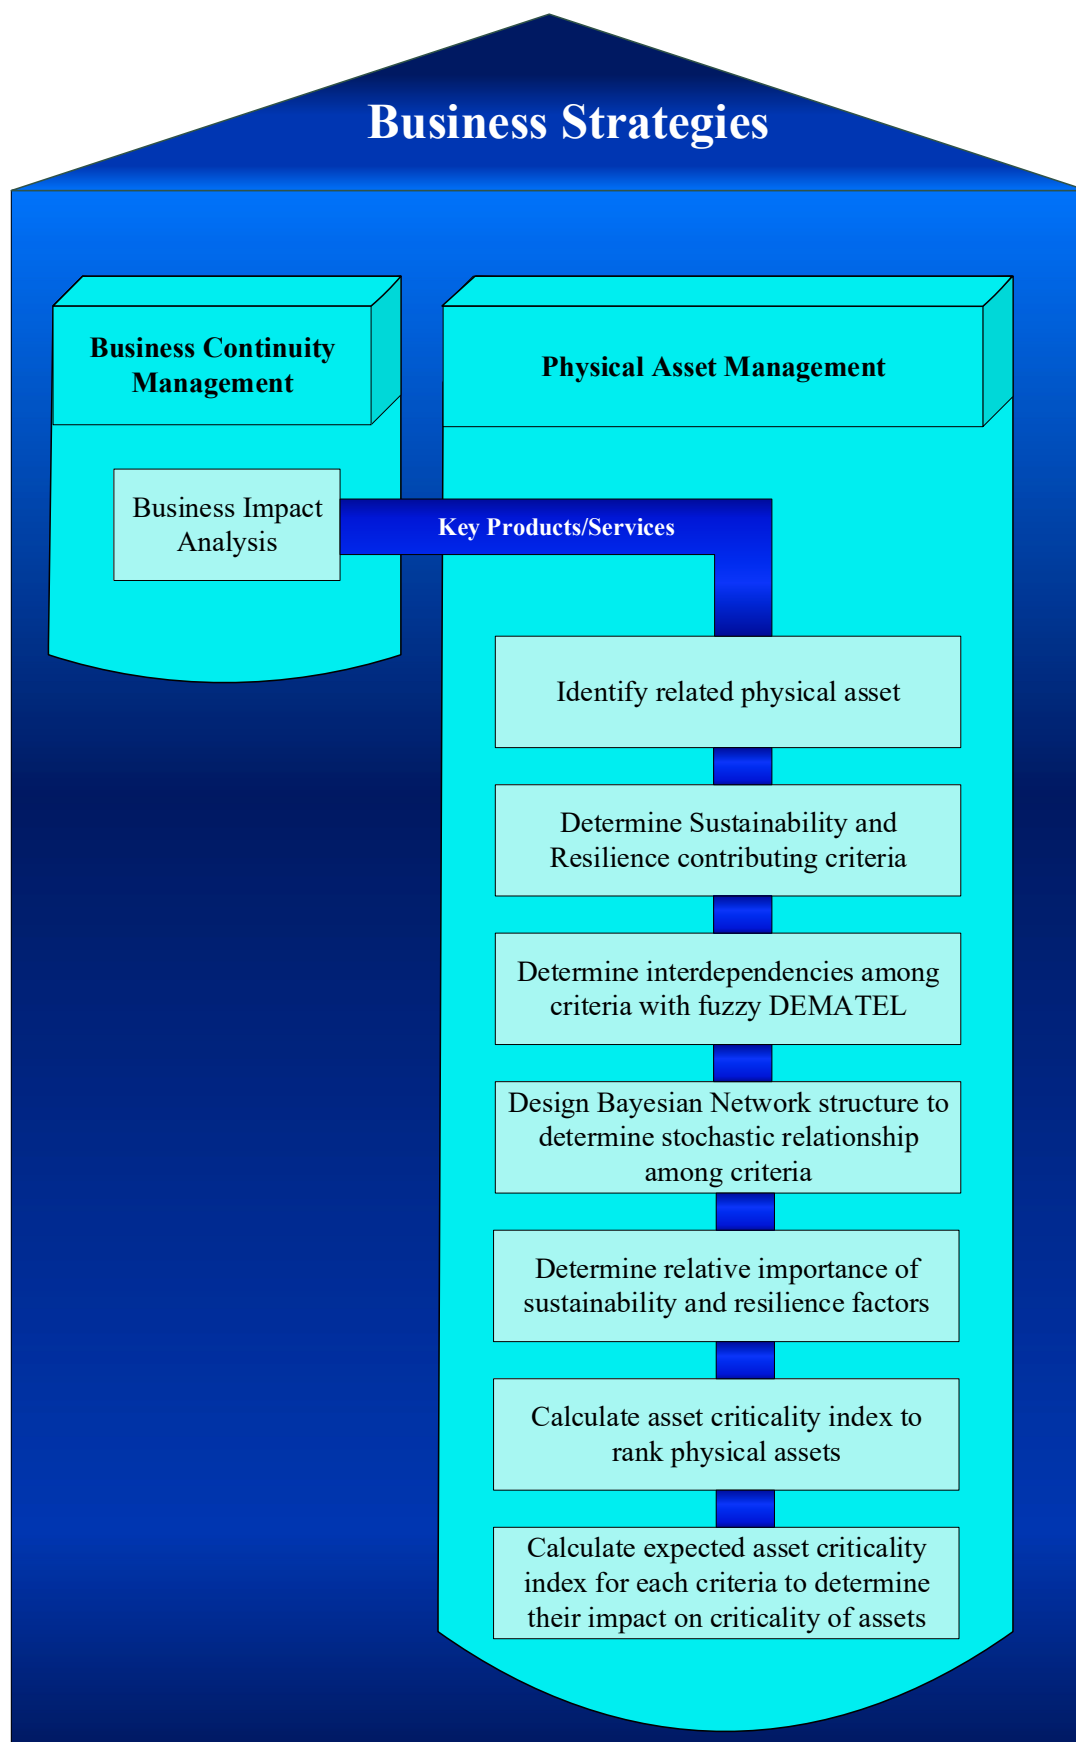 Business Strategies
Business Continuity
Management
Physical Asset Management
Business Impact
Analysis
Key Products/Services
Identify related physical asset
Determine Sustainability and
Resilience contributing criteria
Determine interdependencies among
criteria with fuzzy DEMATEL
Design Bayesian Network structure to
determine stochastic relationship
among criteria
Determine relative importance of
sustainability and resilience factors
Calculate asset criticality index to
rank physical assets
Calculate expected asset criticality
index for each criteria to determine
their impact on criticality of assets